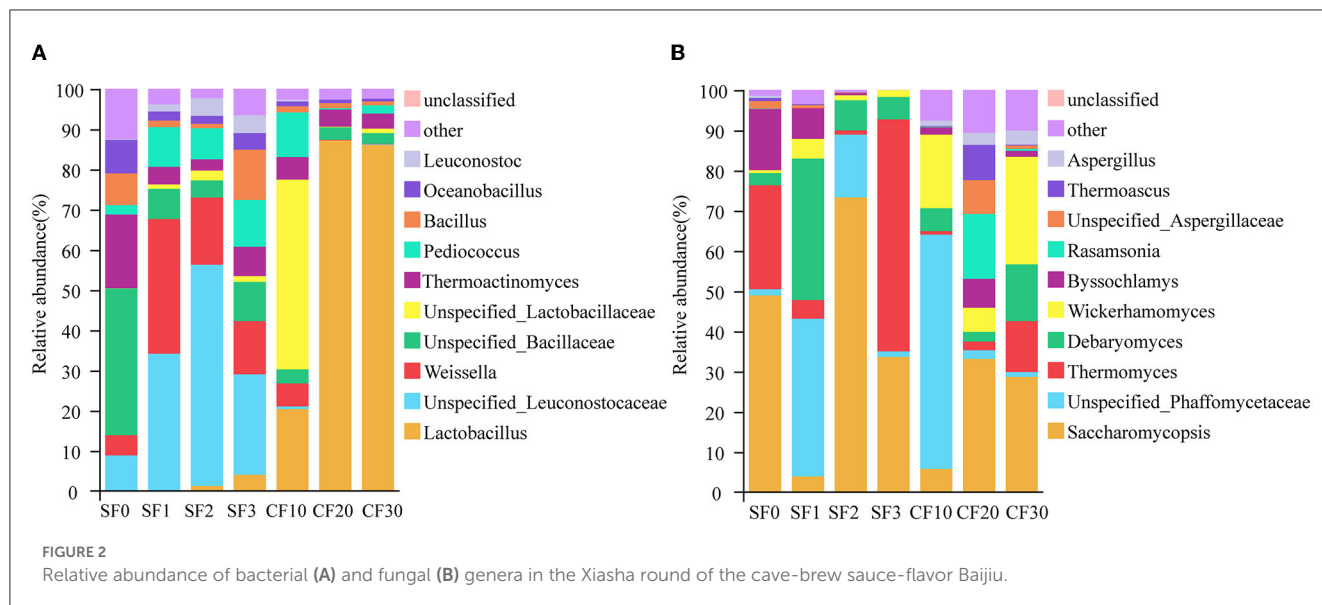 A
Relative abundance(%)
100
90
80
70
60
50
40
30
20
10
0
SF0 SF1 SF2 SF3 CF10 CF20 CF30
unclassified
other
Leuconostoc
Oceanobacillus
Bacillus
Pediococcus
Thermoactinomyces
Unspecified_Lactobacillaceae
Unspecified_Bacillaceae
Weissella
Unspecified_Leuconostocaceae
Lactobacillus
B
Relative abundance(%)
100
90
80
70
60
50
40
30
20
10
0
SF0 SF1 SF2 SF3 CF10 CF20 CF30
unclassified
other
Aspergillus
Thermoascus
Unspecified_Aspergillaceae
Rasamsonia
Byssochlamys
Wickerhamomyces
Debaryomyces
Thermomyces
Unspecified_Phaffomycetaceae
Saccharomycopsis
FIGURE 2
Relative abundance of bacterial (A) and fungal (B) genera in the Xiasha round of the cave-brew sauce-flavor Baijiu.